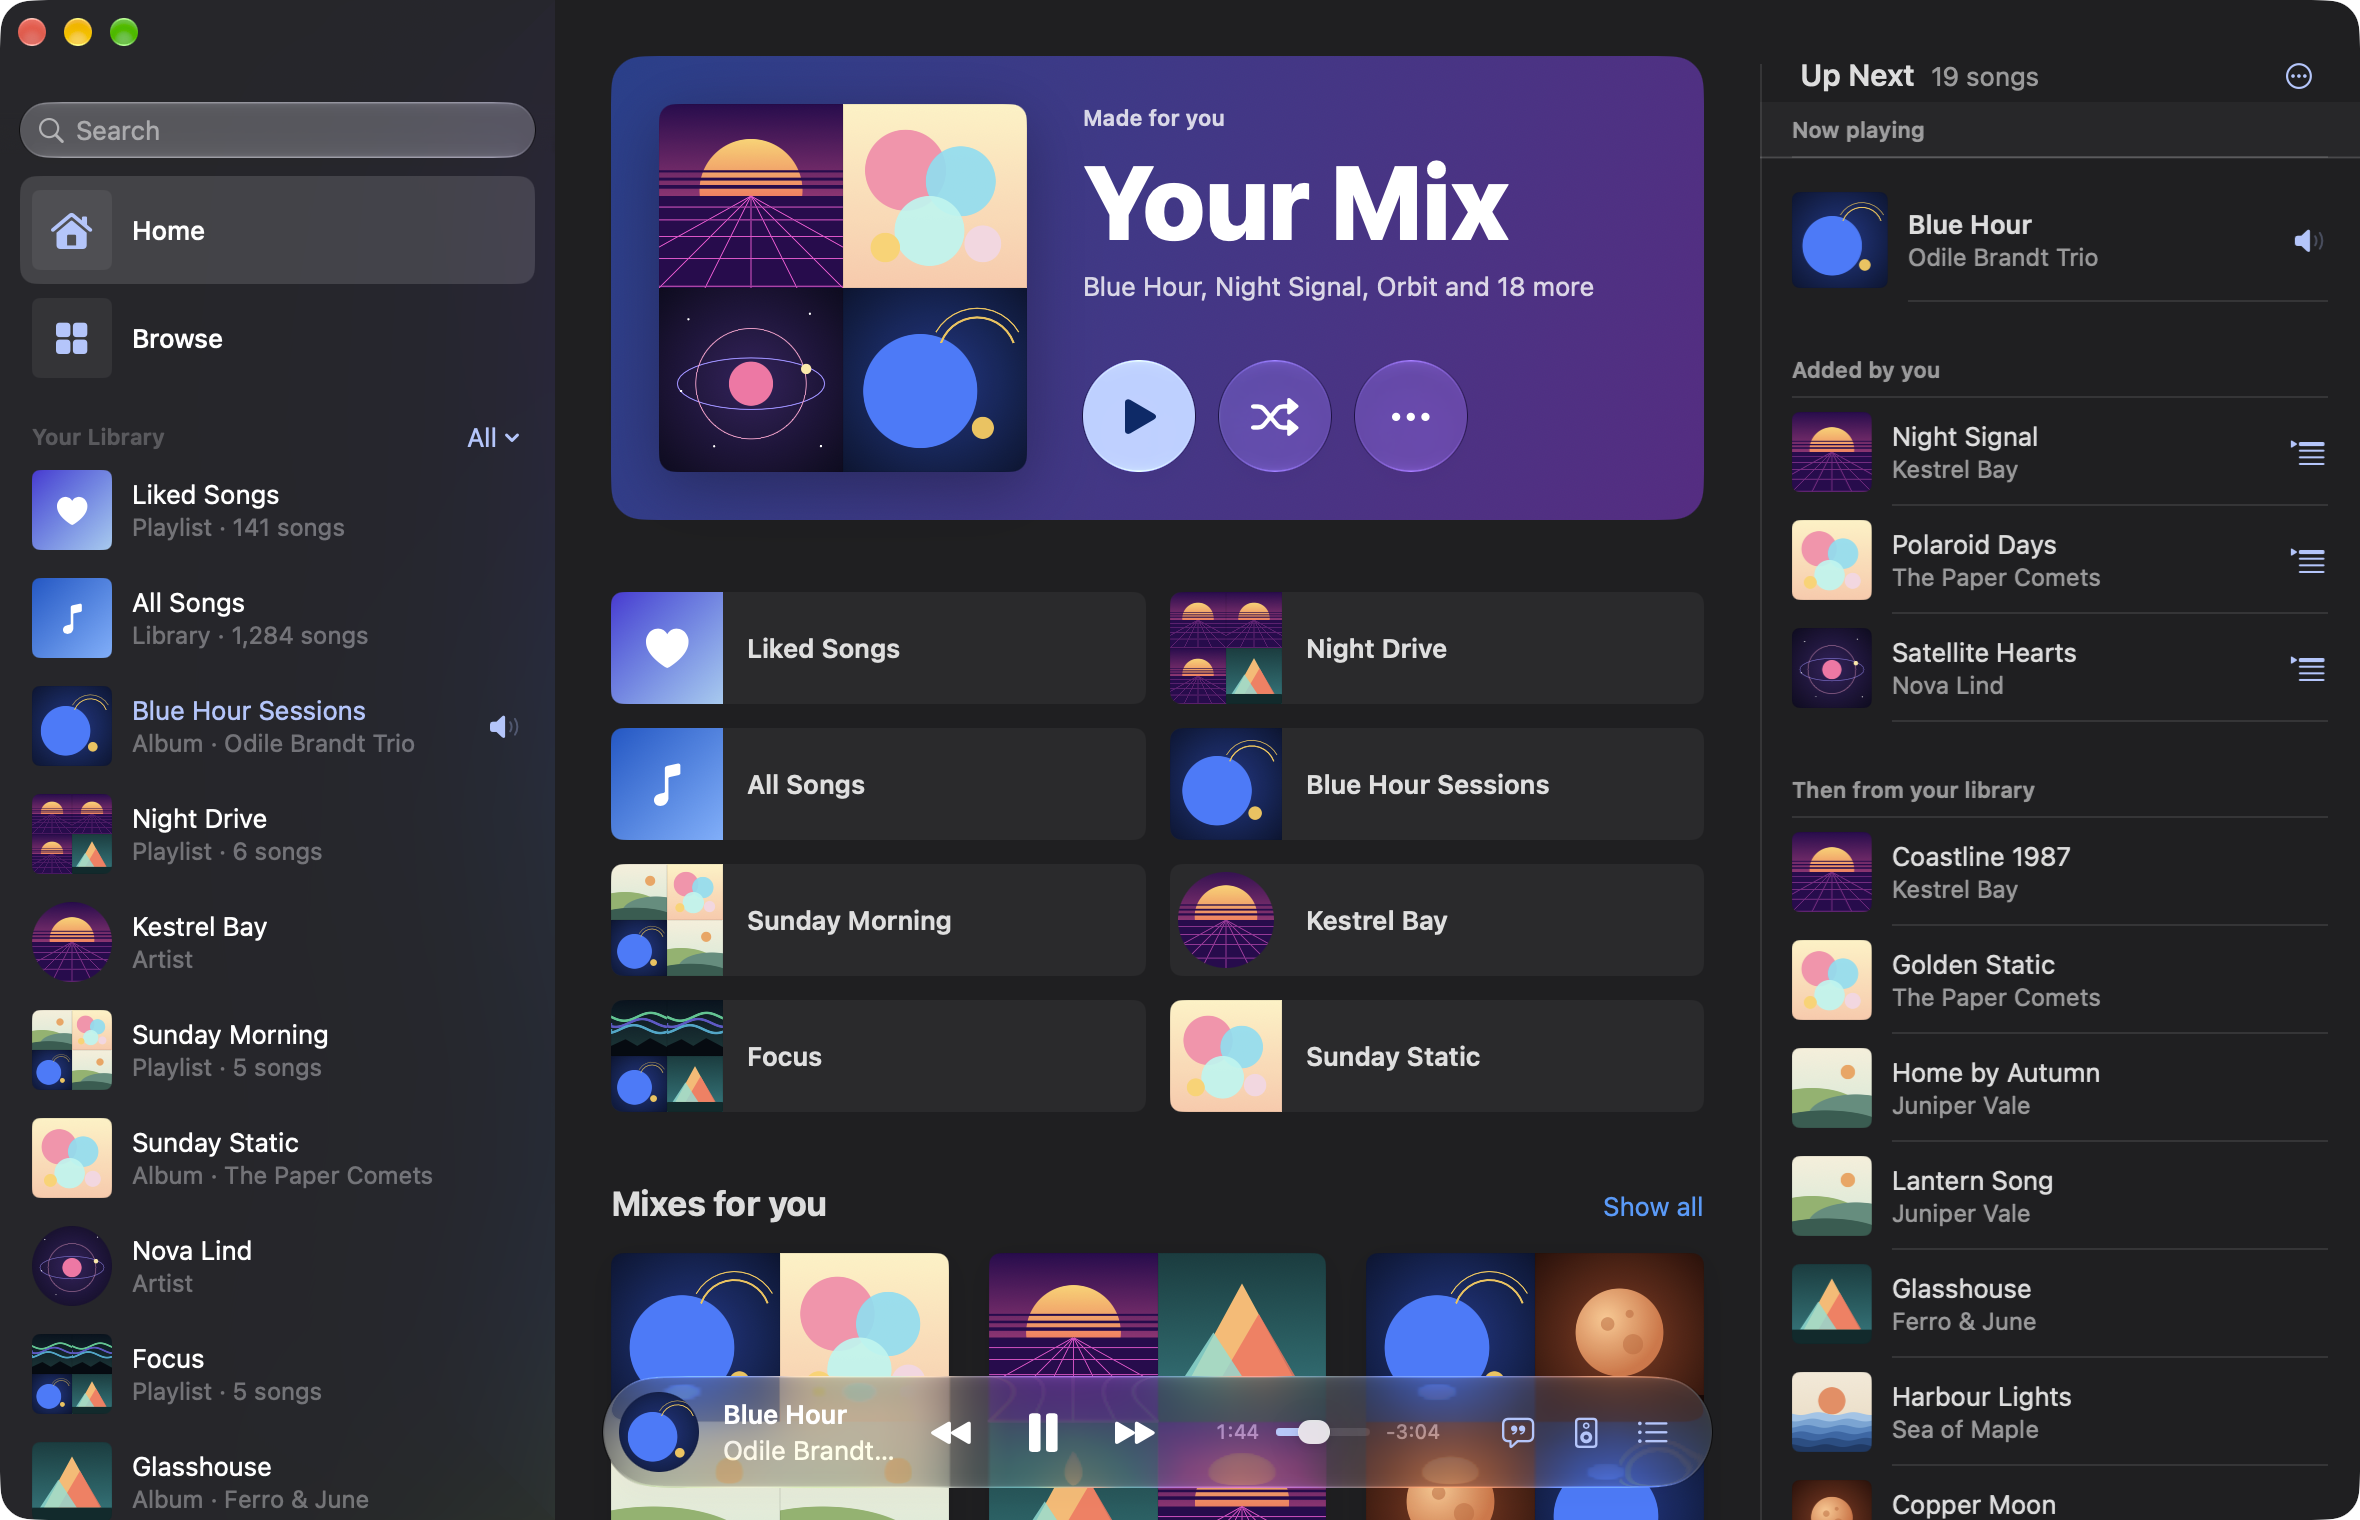 Search
Home
Browse
Your Library
All
Liked Songs
Playlist · 141 songs
All Songs
Library · 1,284 songs
Blue Hour Sessions
Album · Odile Brandt Trio
Night Drive
Playlist · 6 songs
Kestrel Bay
Artist
Sunday Morning
Playlist · 5 songs
Sunday Static
Album · The Paper Comets
Nova Lind
Artist
Focus
Playlist · 5 songs
Glasshouse
Album · Ferro & June
Made for you
Your Mix
Blue Hour, Night Signal, Orbit and 18 more
Liked Songs
Night Drive
All Songs
Blue Hour Sessions
Sunday Morning
Kestrel Bay
Focus
Sunday Static
Mixes for you
Show all
Blue Hour
Odile Brandt...
1:44
-3:04
Up Next 19 songs
Now playing
Blue Hour
Odile Brandt Trio
Added by you
Night Signal
Kestrel Bay
Polaroid Days
The Paper Comets
Satellite Hearts
Nova Lind
Then from your library
Coastline 1987
Kestrel Bay
Golden Static
The Paper Comets
Home by Autumn
Juniper Vale
Lantern Song
Juniper Vale
Glasshouse
Ferro & June
Harbour Lights
Sea of Maple
Copper Moon